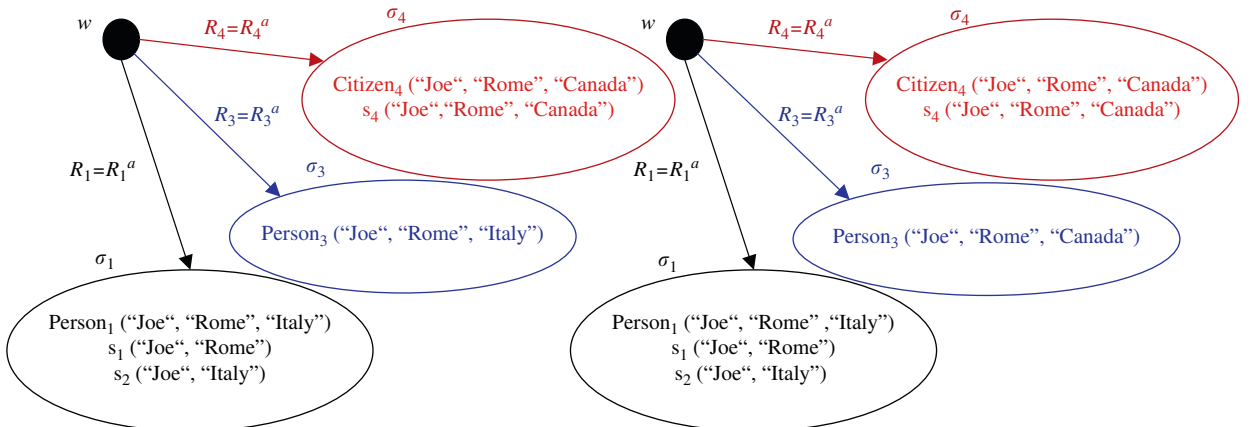 w
R₄=R₄ᵃ
σ₄
Citizen₄ (“Joe“, “Rome”, “Canada”)
s₄ (“Joe“,“Rome”, “Canada”)
R₃=R₃ᵃ
R₁=R₁ᵃ
σ₃
Person₃ (“Joe“, “Rome”, “Italy”)
σ₁
Person₁ (“Joe“, “Rome”, “Italy”)
s₁ (“Joe“, “Rome”)
s₂ (“Joe“, “Italy”)
w
R₄=R₄ᵃ
σ₄
Citizen₄ (“Joe“, “Rome”, “Canada”)
s₄ (“Joe“, “Rome”, “Canada”)
R₃=R₃ᵃ
R₁=R₁ᵃ
σ₃
Person₃ (“Joe“, “Rome”, “Canada”)
σ₁
Person₁ (“Joe“, “Rome” ,“Italy”)
s₁ (“Joe“, “Rome”)
s₂ (“Joe“, “Italy”)